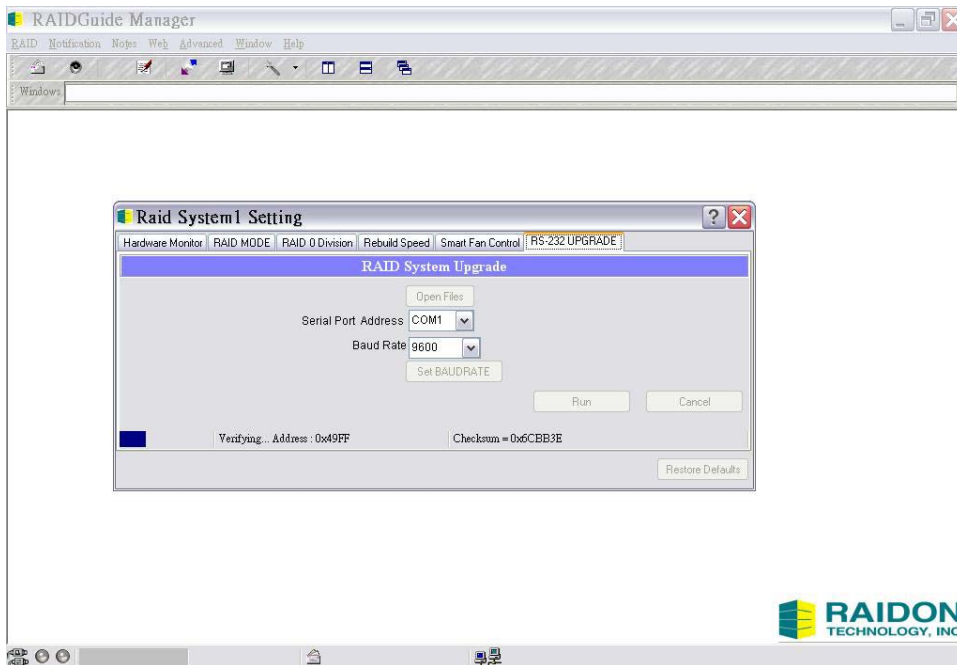 RAIDGuide Manager
RAID Notification Notes Web Advanced Window Help
Windows
Raid System1 Setting
Hardware Monitor RAID MODE RAID 0 Division Rebuild Speed Smart Fan Control RS-232 UPGRADE
RAID System Upgrade
Open Files
Serial Port Address COM1
Baud Rate 9600
Set BAUDRATE
Run Cancel
Verifying... Address : 0x49FF Checksum = 0x6CBB3E
Restore Defaults
RAIDON
TECHNOLOGY, INC